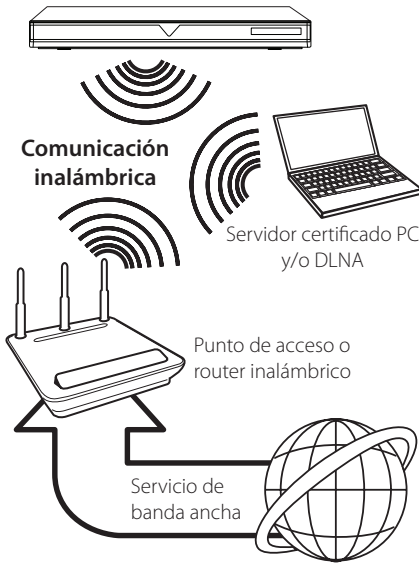 Comunicación
inalámbrica
Servidor certificado PC
y/o DLNA
Punto de acceso o
router inalámbrico
Servicio de
banda ancha